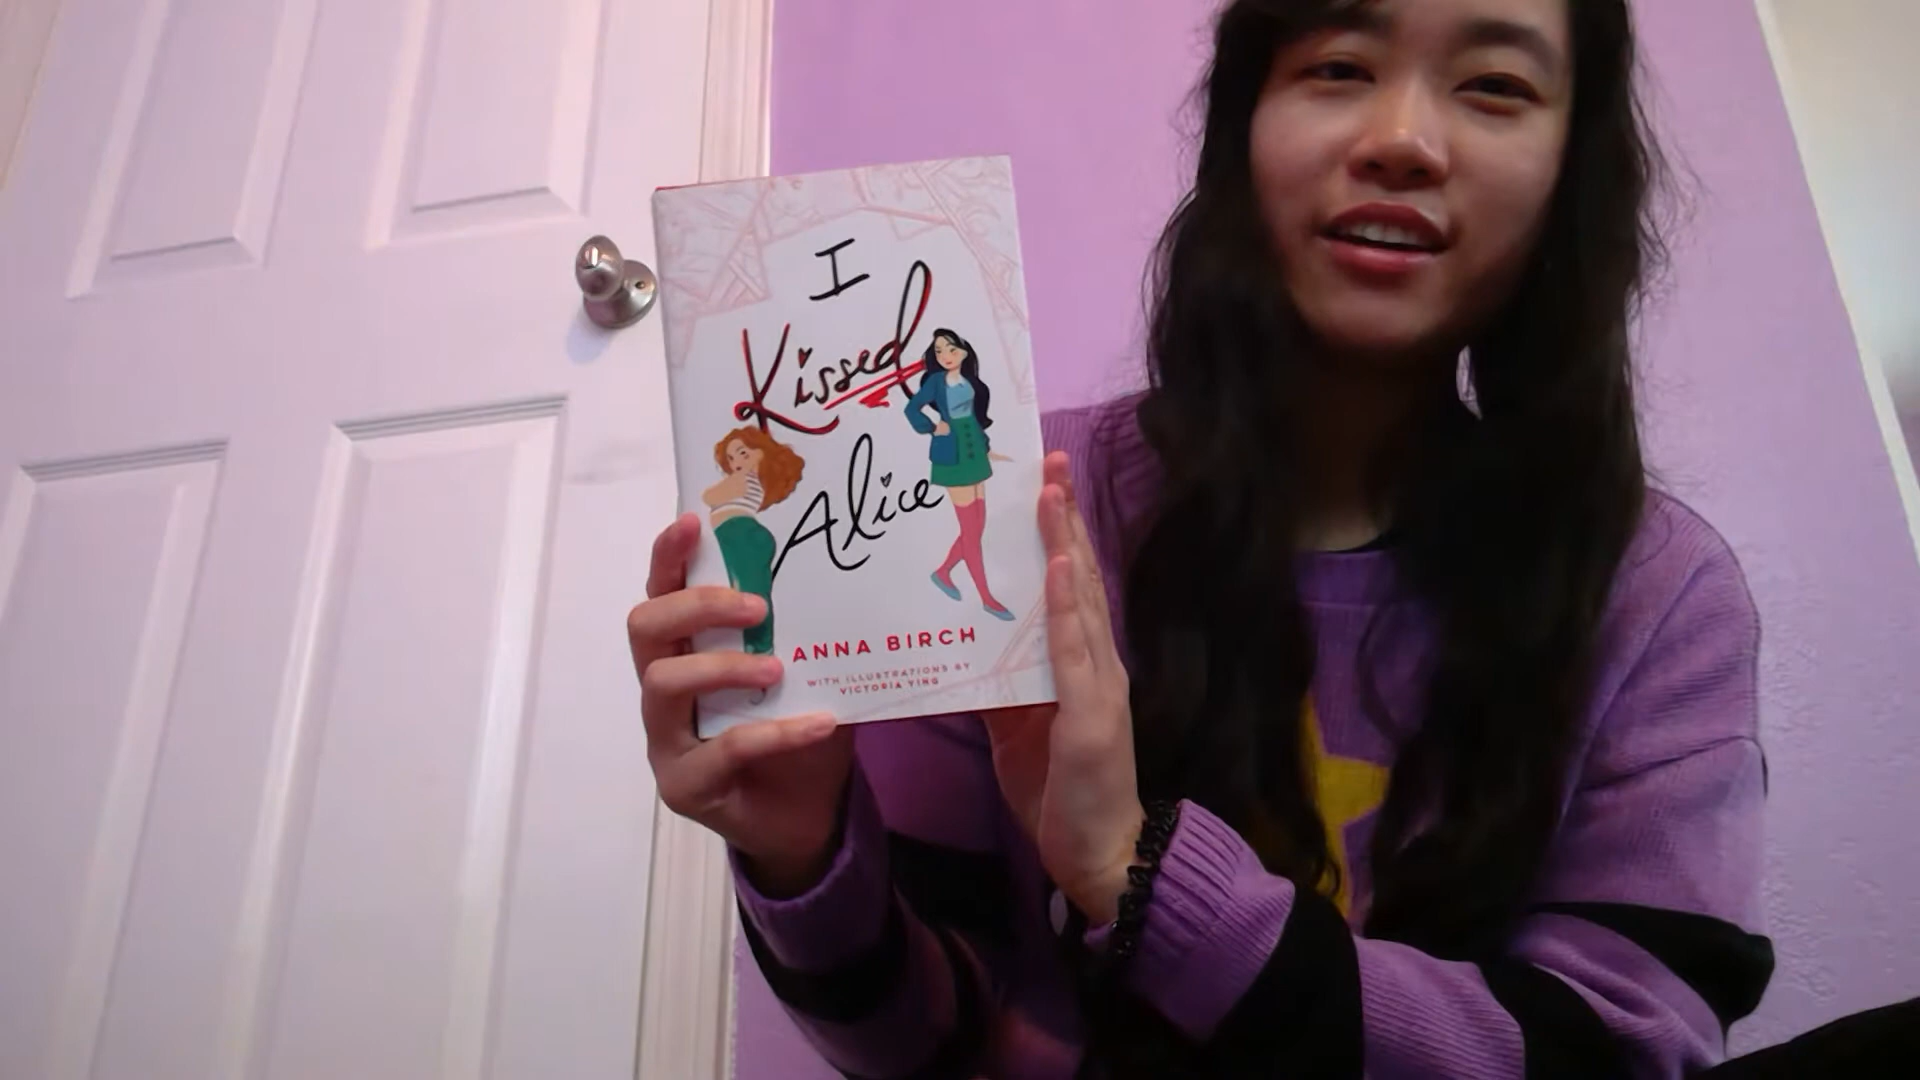 I
Kissed
Alice
ANNA BIRCH
WITH ILLUSTRATIONS BY
VICTORIA YING